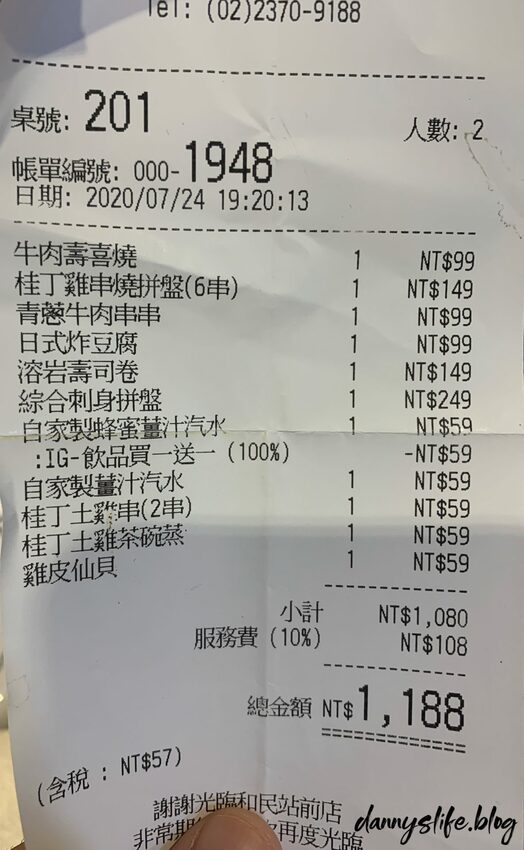 Tel: (02)2370-9188
桌號: 201 人數: 2
帳單編號: 000-1948
日期: 2020/07/24 19:20:13
牛肉壽喜燒 1 NT$99
桂丁雞串燒拼盤(6串) 1 NT$149
青蔥牛肉串串 1 NT$99
日式炸豆腐 1 NT$99
溶岩壽司卷 1 NT$149
綜合刺身拼盤 1 NT$249
自家製蜂蜜薑汁汽水 1 NT$59
:IG-飲品買一送一 (100%) -NT$59
自家製薑汁汽水 1 NT$59
桂丁土雞串(2串) 1 NT$59
桂丁土雞茶碗蒸 1 NT$59
雞皮仙貝 1 NT$59
小計 NT$1,080
服務費 (10%) NT$108
總金額 NT$1,188
(含稅 : NT$57)
謝謝光臨和民站前店
非常期 再度光臨
dannyslife.blog